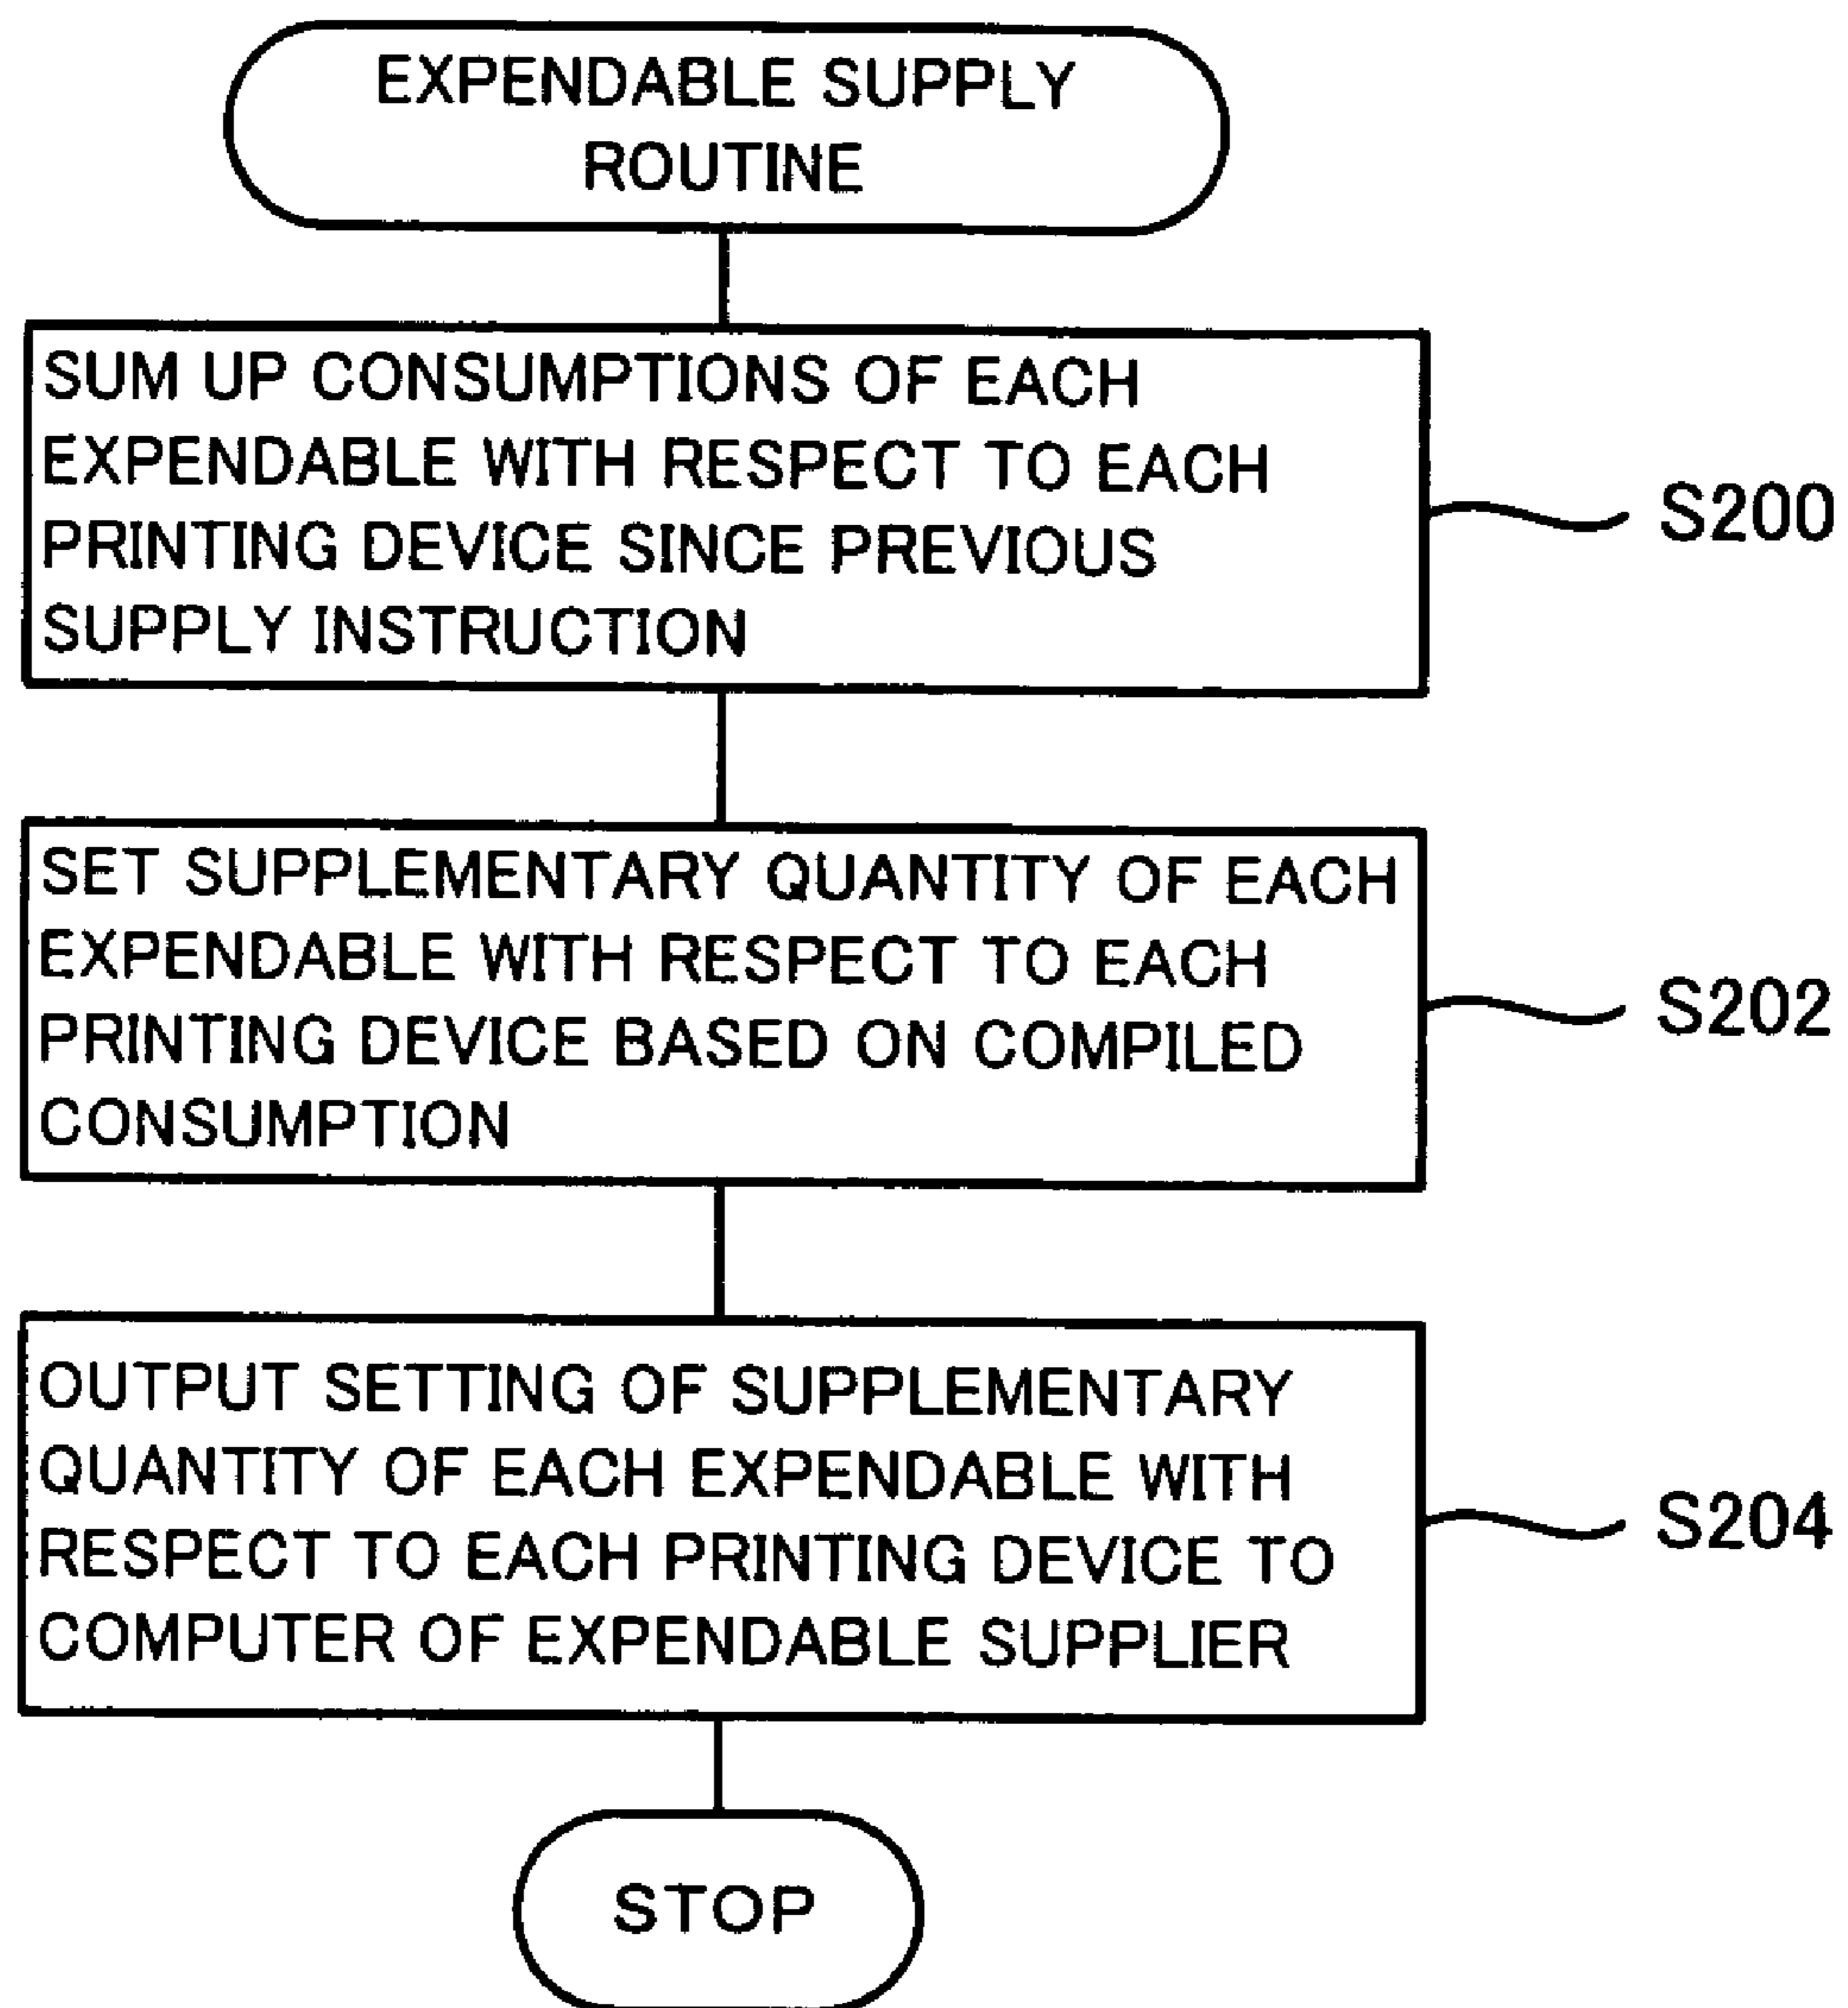 EXPENDABLE SUPPLY
ROUTINE
SUM UP CONSUMPTIONS OF EACH
EXPENDABLE WITH RESPECT TO EACH
PRINTING DEVICE SINCE PREVIOUS
SUPPLY INSTRUCTION
S200
SET SUPPLEMENTARY QUANTITY OF EACH
EXPENDABLE WITH RESPECT TO EACH
PRINTING DEVICE BASED ON COMPILED
CONSUMPTION
S202
OUTPUT SETTING OF SUPPLEMENTARY
QUANTITY OF EACH EXPENDABLE WITH
RESPECT TO EACH PRINTING DEVICE TO
COMPUTER OF EXPENDABLE SUPPLIER
S204
STOP